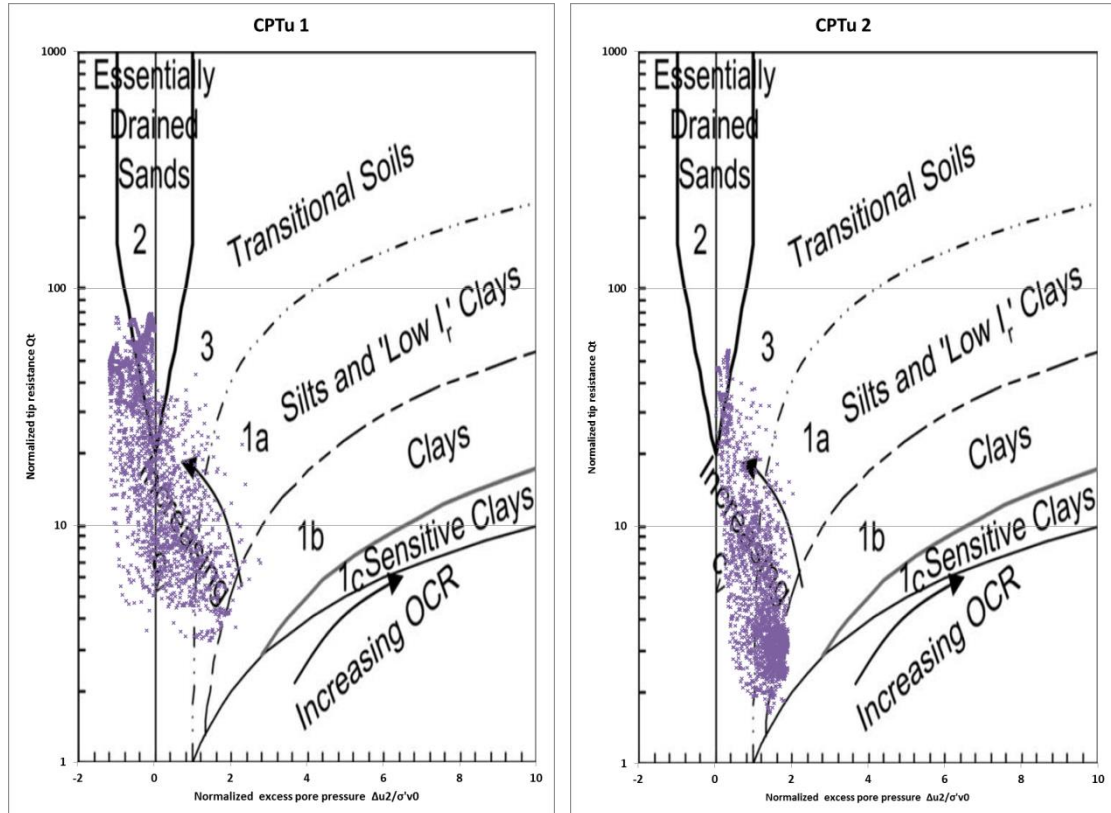 CPTu 1
1000
100
10
1
Normalized tip resistance Qt
Essentially
Drained
Sands
2
Transitional Soils
3
Silts and 'Low Ir' Clays
1a
Clays
1b
1c Sensitive Clays
Increasing OCR
Increasing
-2 0 2 4 6 8 10
Normalized excess pore pressure Δu2/σ'v0
CPTu 2
1000
100
10
1
Normalized tip resistance Qt
Essentially
Drained
Sands
2
Transitional Soils
3
Silts and 'Low Ir' Clays
1a
Clays
1b
1c Sensitive Clays
Increasing OCR
Increasing
-2 0 2 4 6 8 10
Normalized excess pore pressure Δu2/σ'v0